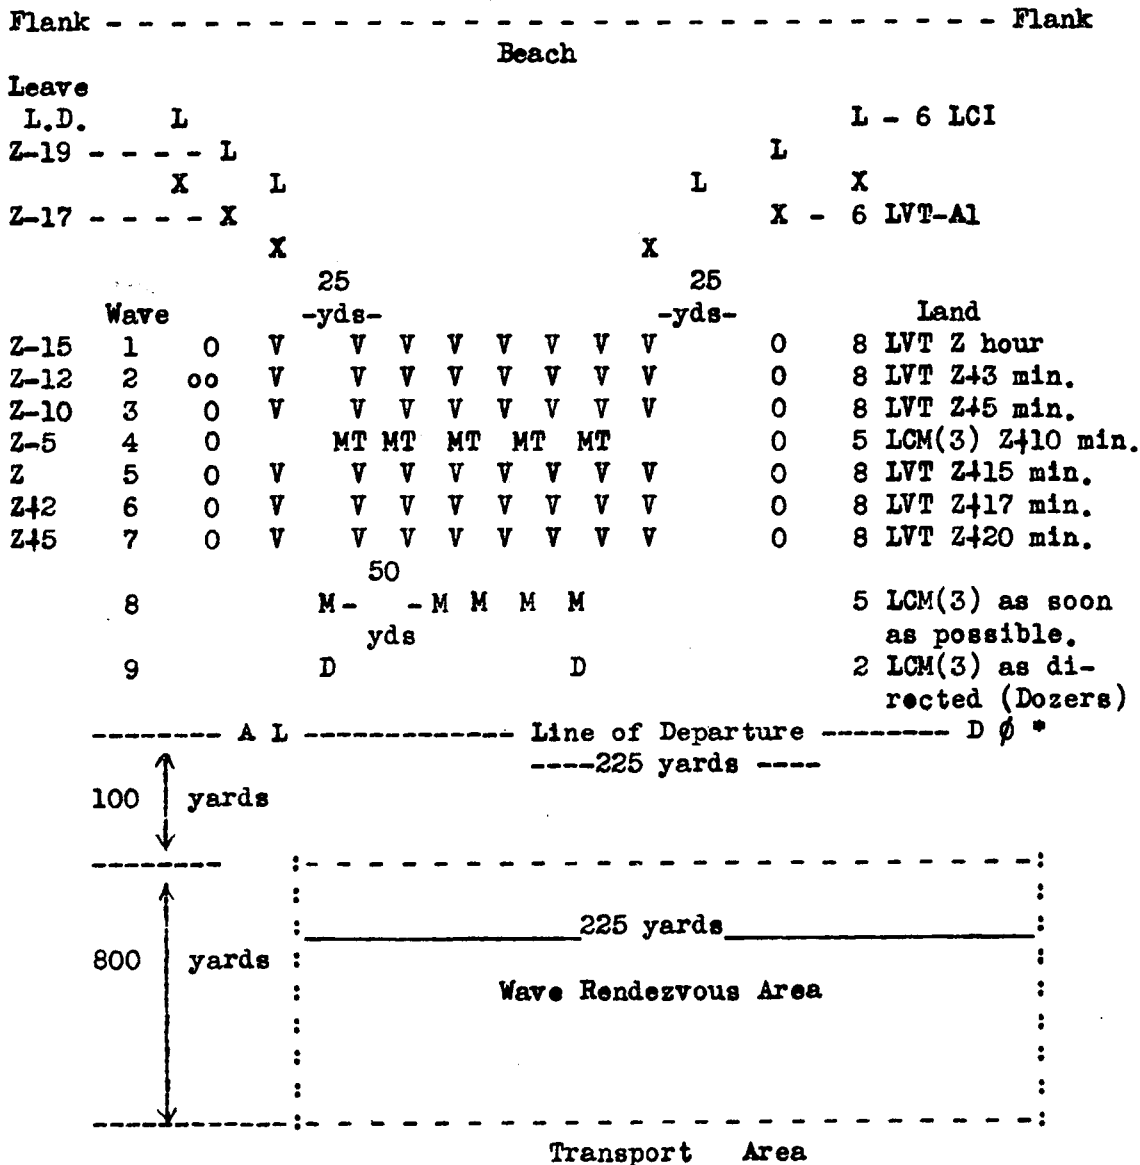 Flank - - - - - - - - - - - - - - - - - - - - - - - - - - Flank
Beach
Leave
L.D. L L - 6 LCI
Z-19 - - - - L L
X L L X
Z-17 - - - - X X - 6 LVT-A1
X X
25 25
Wave -yds- -yds- Land
Z-15 1 O V V V V V V V V O 8 LVT Z hour
Z-12 2 oo V V V V V V V V O 8 LVT Z+3 min.
Z-10 3 O V V V V V V V V O 8 LVT Z+5 min.
Z-5 4 O MT MT MT MT MT O 5 LCM(3) Z+10 min.
Z 5 O V V V V V V V V O 8 LVT Z+15 min.
Z+2 6 O V V V V V V V V O 8 LVT Z+17 min.
Z+5 7 O V V V V V V V V O 8 LVT Z+20 min.
50
8 M- -M M M M 5 LCM(3) as soon
yds as possible.
9 D D 2 LCM(3) as di-
rected (Dozers)
-------- A L ------------- Line of Departure -------- D ø *
----225 yards ----
100 yards
225 yards
800 yards
Wave Rendezvous Area
Transport Area